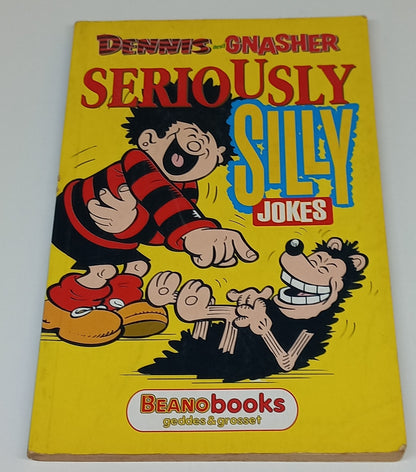 DENNIS and GNASHER
SERIOUSLY
SILLY
JOKES
BEANObooks
geddes & grosset